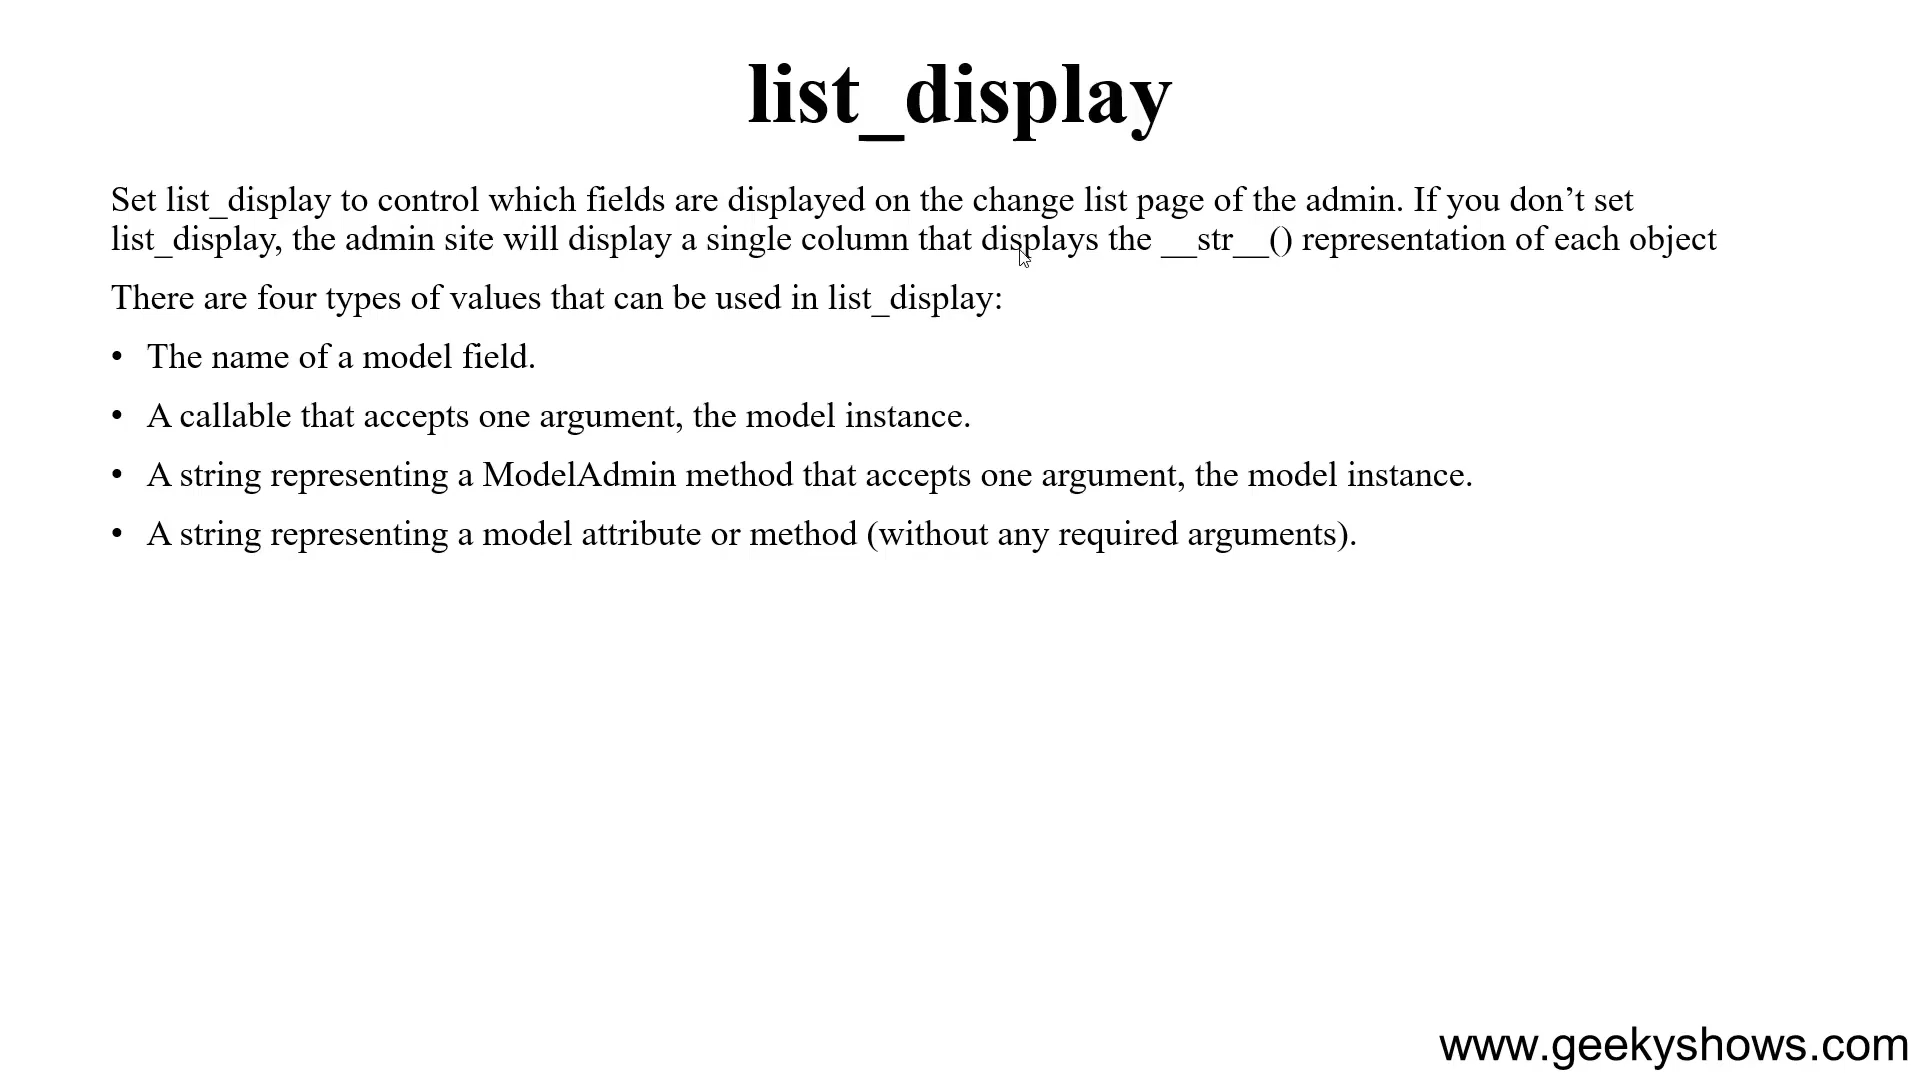 list_display
Set list_display to control which fields are displayed on the change list page of the admin. If you don’t set
list_display, the admin site will display a single column that displays the __str__() representation of each object
There are four types of values that can be used in list_display:
• The name of a model field.
• A callable that accepts one argument, the model instance.
• A string representing a ModelAdmin method that accepts one argument, the model instance.
• A string representing a model attribute or method (without any required arguments).
www.geekyshows.com